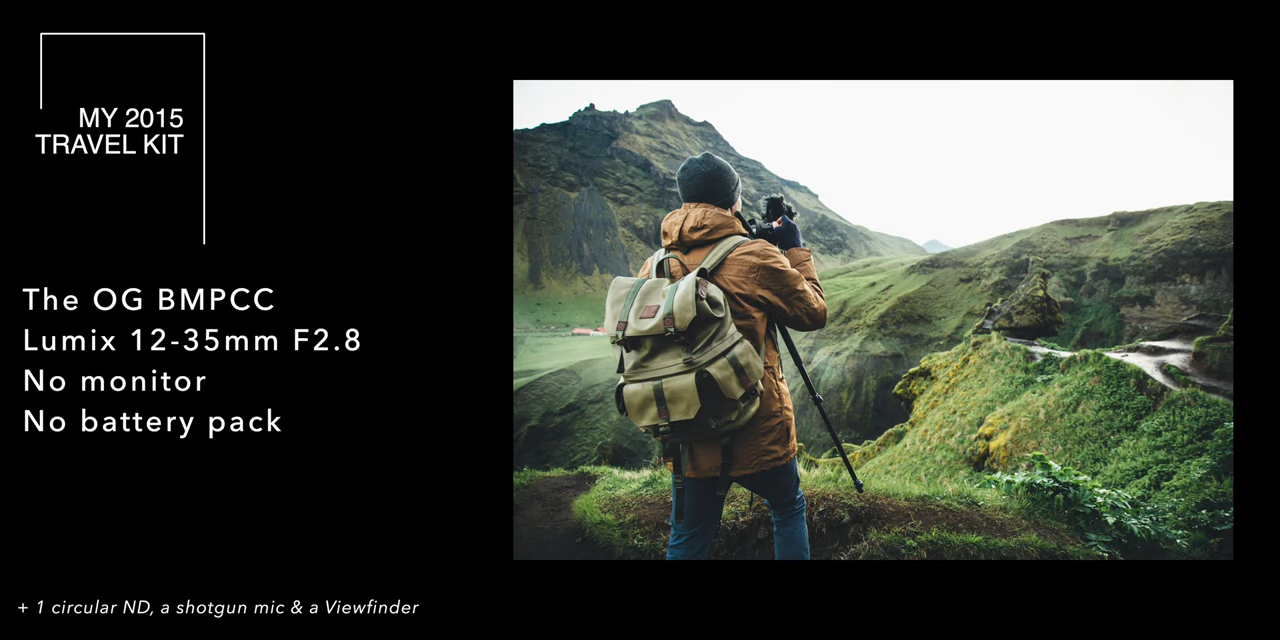 MY 2015
TRAVEL KIT
The OG BMPCC
Lumix 12-35mm F2.8
No monitor
No battery pack
+ 1 circular ND, a shotgun mic & a Viewfinder